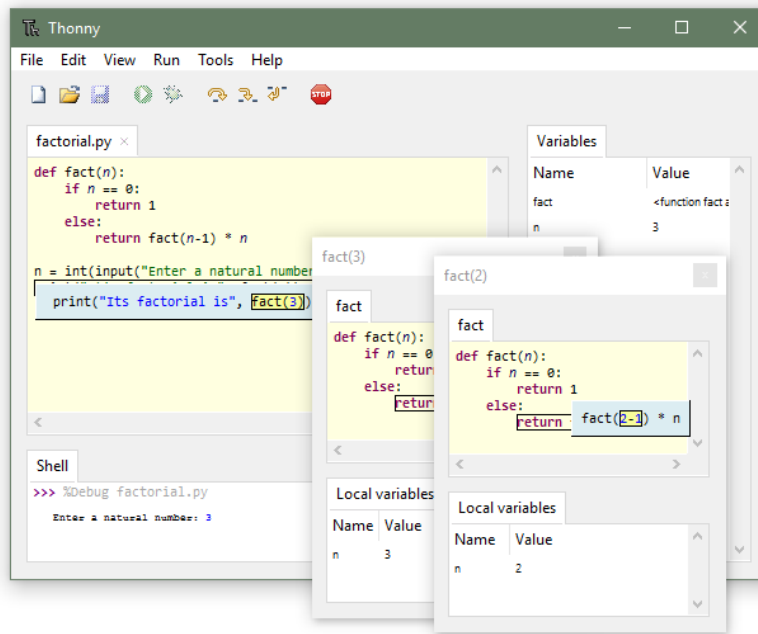 Thonny
File Edit View Run Tools Help
STOP
factorial.py
def fact(n):
if n == 0:
return 1
else:
return fact(n-1) * n
n = int(input("Enter a natural number
print("Its factorial is", fact(3))
Shell
>>> %Debug factorial.py
Enter a natural number: 3
Variables
Name Value
fact <function fact a
n 3
fact(3)
fact
def fact(n):
if n == 0
retur
else:
retur
Local variables
Name Value
n 3
fact(2)
fact
def fact(n):
if n == 0:
return 1
else:
return
fact(2-1) * n
Local variables
Name Value
n 2